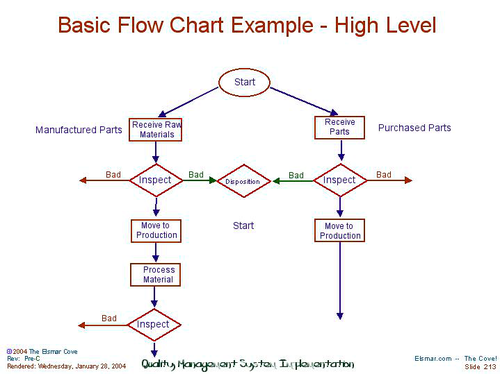 Basic Flow Chart Example - High Level
Start
Manufactured Parts
Receive Raw
Materials
Receive
Parts
Purchased Parts
Bad
Inspect
Bad
Disposition
Bad
Inspect
Bad
Move to
Production
Start
Move to
Production
Process
Material
Bad
Inspect
©2004 The Elsmar Cove
Rev: Pre-C
Rendered: Wednesday, January 28, 2004
Quality Management System Implementation
Elsmar.com -- The Cove!
Slide 213